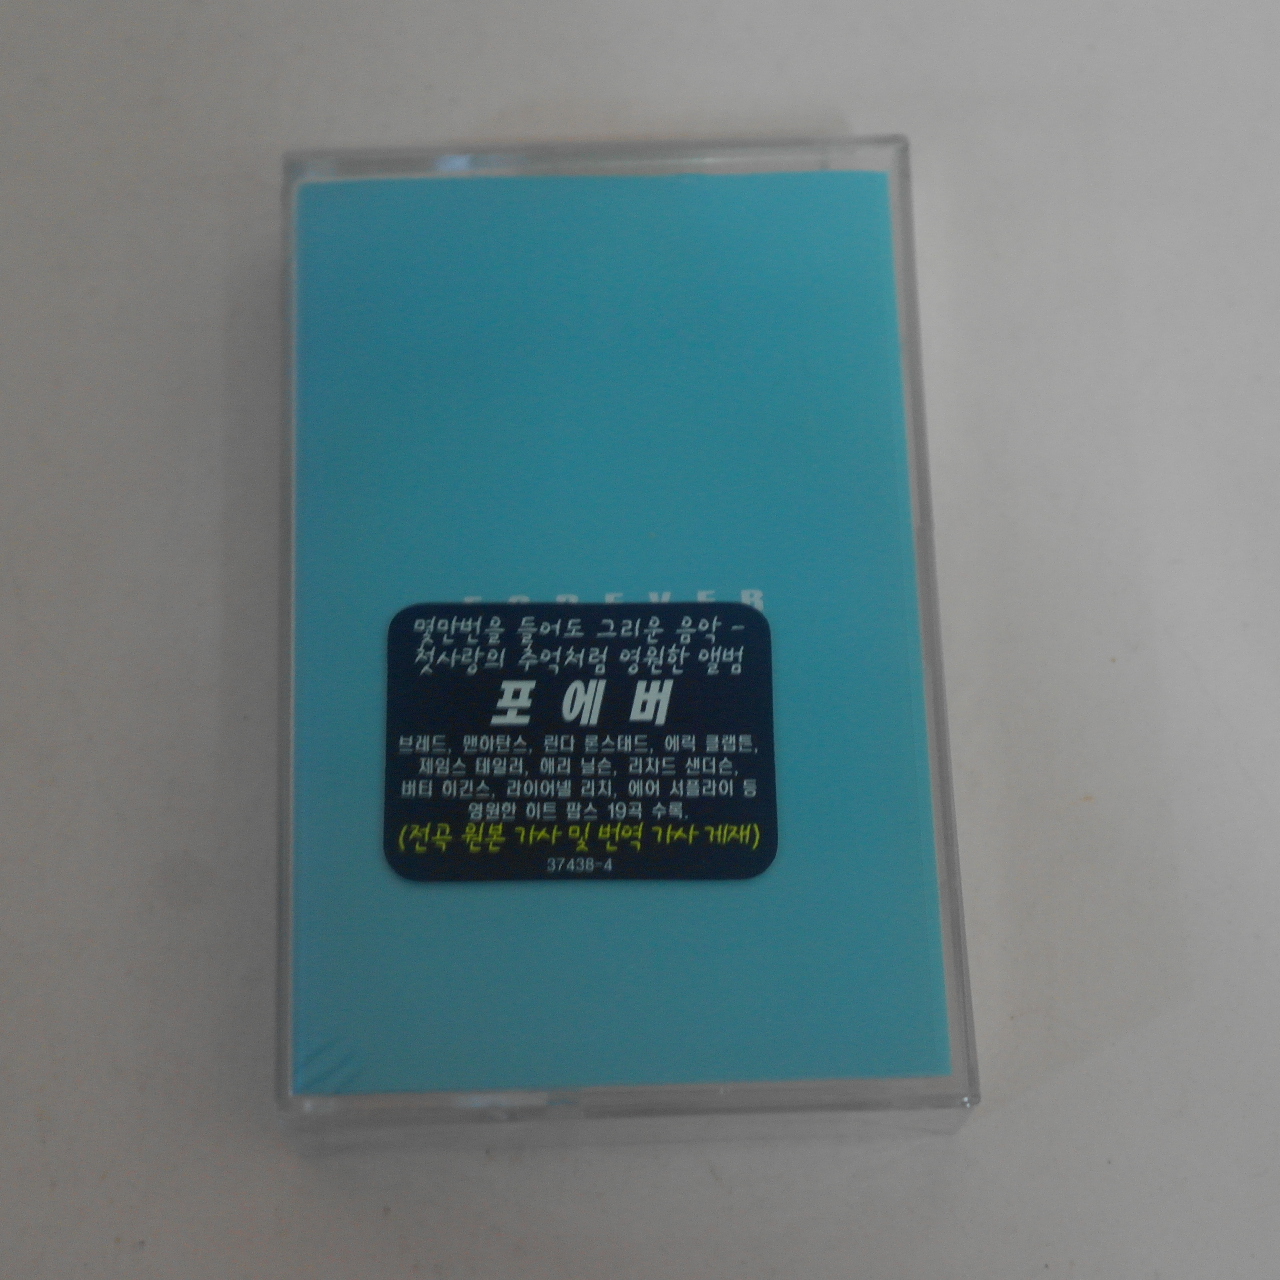 FOREVER
몇만번을 들어도 그리운 음악 -
첫사랑의 추억처럼 영원한 앨범
포에버
브레드, 맨하탄스, 린다 론스태드, 에릭 클랩튼,
제임스 테일러, 해리 닐슨, 리차드 샌더슨,
버티 히긴스, 라이어넬 리치, 에어 서플라이 등
영원한 히트 팝스 19곡 수록.
(전곡 원본 가사 및 번역 가사 게재)
37438-4